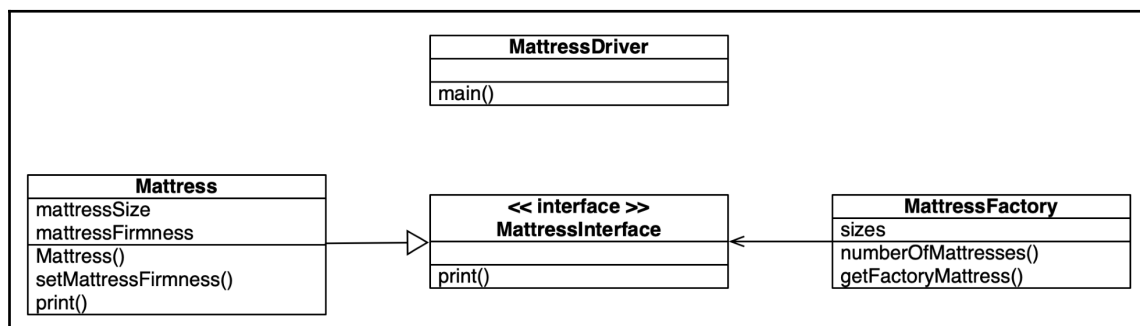 MattressDriver
main()
Mattress
mattressSize
mattressFirmness
Mattress()
setMattressFirmness()
print()
<< interface >>
MattressInterface
print()
MattressFactory
sizes
numberOfMattresses()
getFactoryMattress()